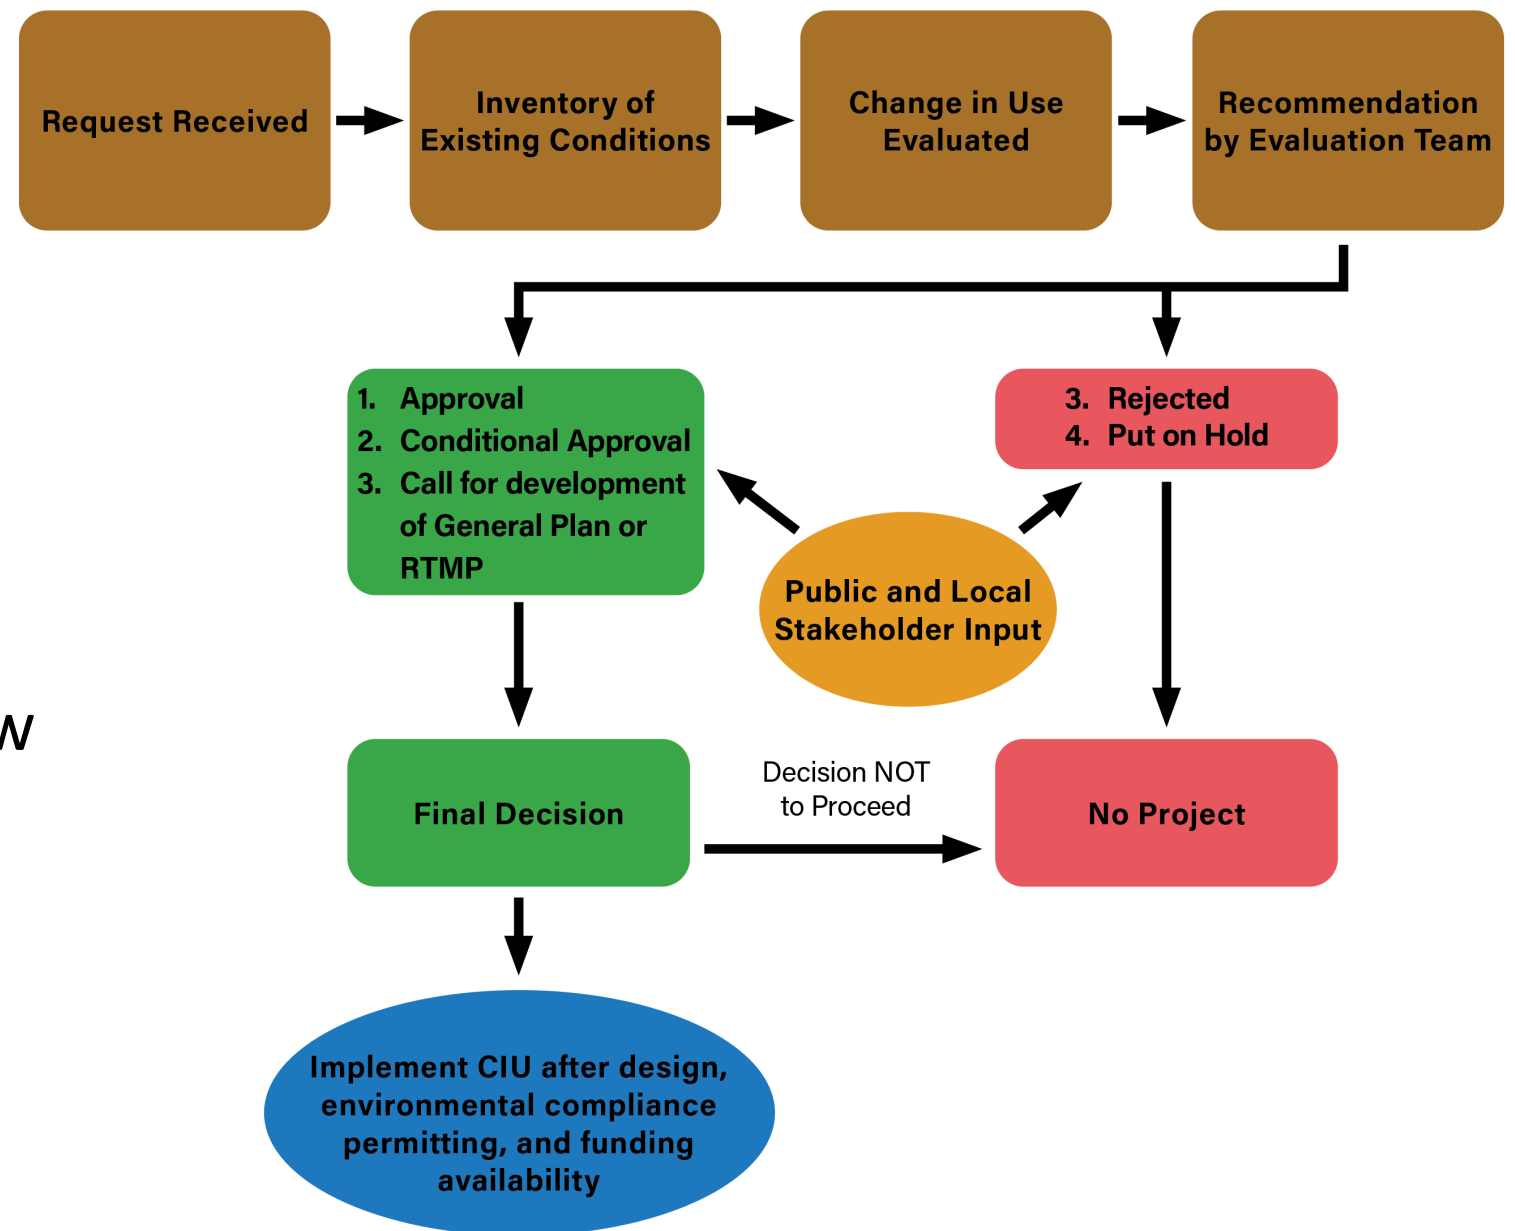 Request Received
Inventory of
Existing Conditions
Change in Use
Evaluated
Recommendation
by Evaluation Team
1. Approval
2. Conditional Approval
3. Call for development
of General Plan or
RTMP
3. Rejected
4. Put on Hold
Public and Local
Stakeholder Input
w
Final Decision
Decision NOT
to Proceed
No Project
Implement CIU after design,
environmental compliance
permitting, and funding
availability